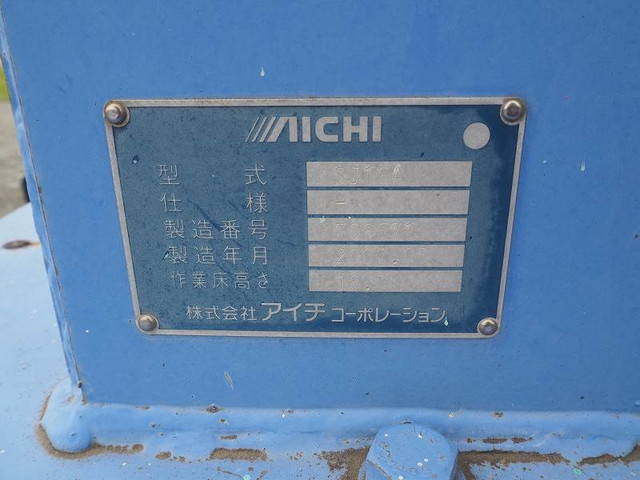 AICHI
型式
仕様
製造番号
製造年月
作業床高さ
株式会社アイチコーポレーション